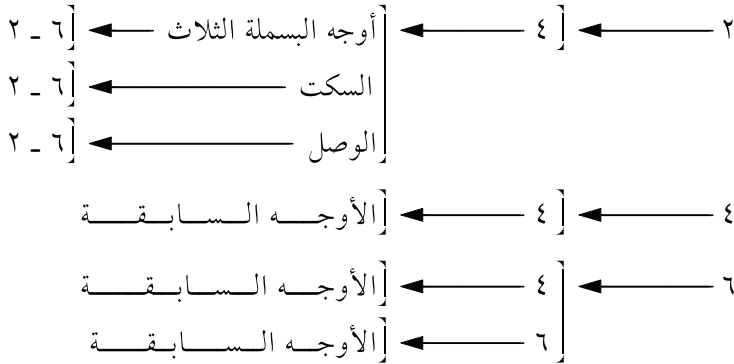 ٢ ٤ أوجه البسملة الثلاث ٦ ـ ٢
السكت ٦ ـ ٢
الوصل ٦ ـ ٢
٤ ٤ الأوجه السابقة
٦ ٤ الأوجه السابقة
٦ الأوجه السابقة